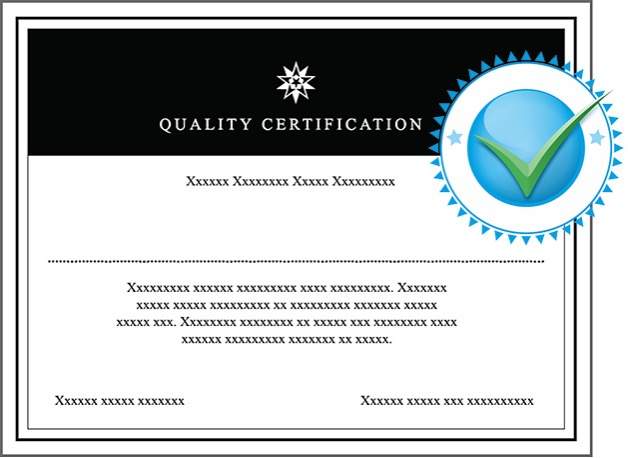 QUALITY CERTIFICATION
Xxxxxx Xxxxxxxx Xxxxx Xxxxxxxxx
Xxxxxxxxx xxxxxx xxxxxxxxx xxxx xxxxxxxxx. Xxxxxxx
xxxxx xxxxx xxxxxxxxx xx xxxxxxxxx xxxxxxx xxxxx
xxxxx xxx. Xxxxxxxx xxxxxxxx xx xxxxx xxx xxxxxxxx xxxx
xxxxxx xxxxxxxxx xxxxxxx xx xxxxx.
Xxxxxx xxxxx xxxxxxx
Xxxxxx xxxxx xxx xxxxxxxxxx